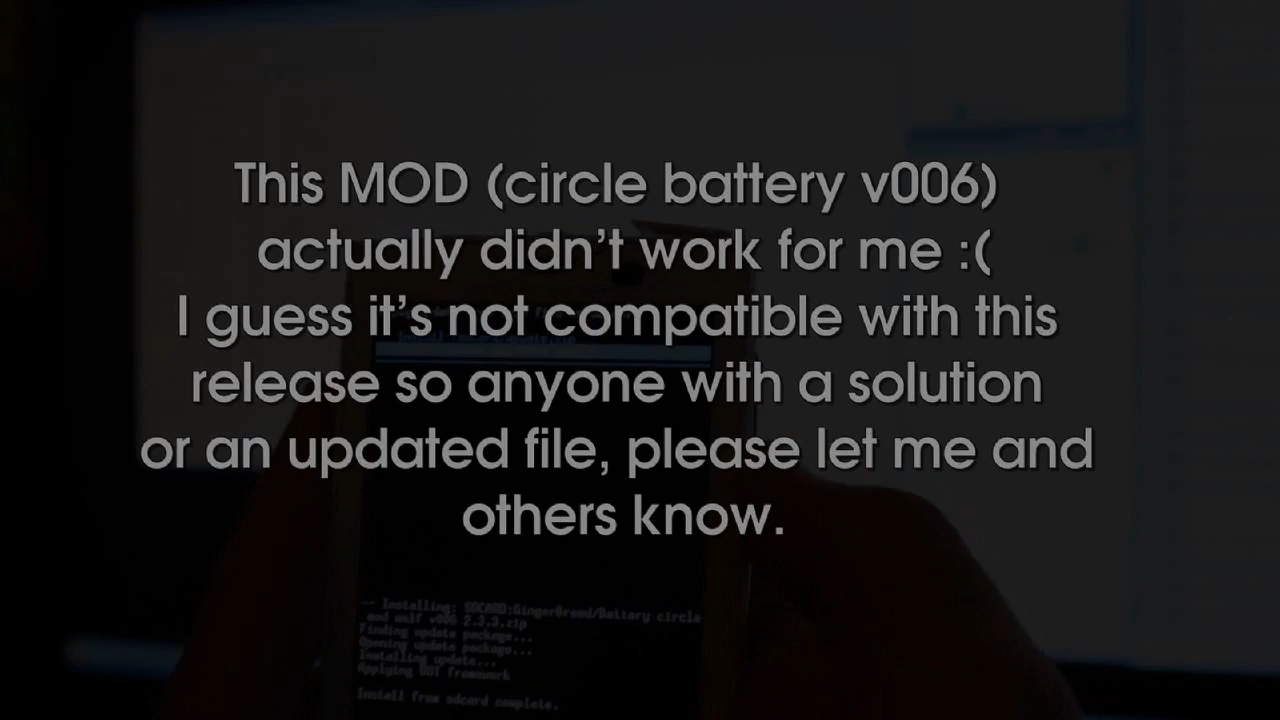 This MOD (circle battery v006)
actually didn't work for me :(
I guess it's not compatible with this
release so anyone with a solution
or an updated file, please let me and
others know.
-- Installing: SDCARD:GingerBread/Battery circle
mod v006 2.3.3.zip
Finding update package...
Opening update package...
Installing update...
Applying framework
Install from sdcard complete.